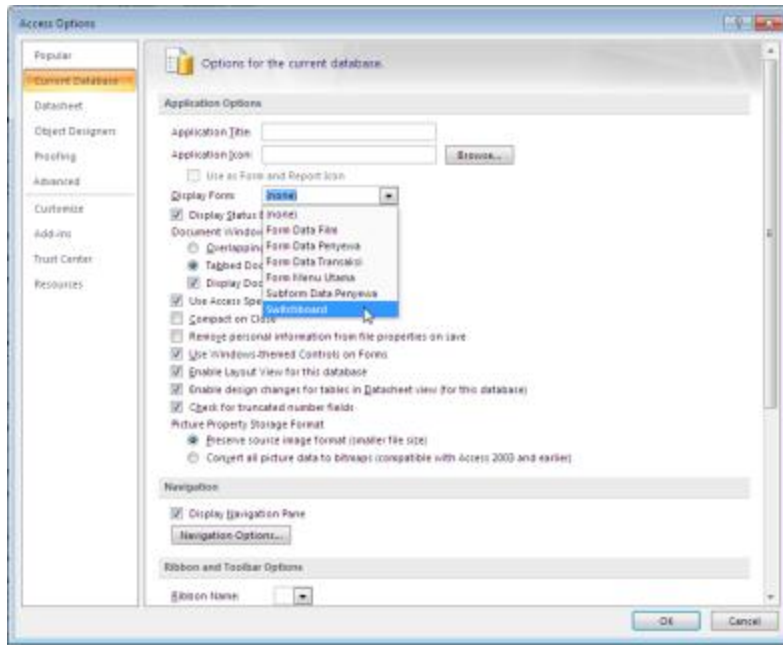 Access Options
Popular
Current Database
Datasheet
Object Designers
Proofing
Advanced
Customize
Add-ins
Trust Center
Resources
Options for the current database.
Application Options
Application Title:
Application Icon:
Browse...
Use as Form and Report Icon
Display Form:
(none)
Display Status B
(none)
Form Data Film
Document Window
Form Data Penyewa
Overlapping
Form Data Transaksi
Tabbed Doc
Form Menu Utama
Display Doc
Subform Data Penyewa
Use Access Spe
Switchboard
Compact on Close
Remove personal information from file properties on save
Use Windows-themed Controls on Forms
Enable Layout View for this database
Enable design changes for tables in Datasheet view (for this database)
Check for truncated number fields
Picture Property Storage Format
Preserve source image format (smaller file size)
Convert all picture data to bitmaps (compatible with Access 2003 and earlier)
Navigation
Display Navigation Pane
Navigation Options...
Ribbon and Toolbar Options
Ribbon Name:
OK
Cancel